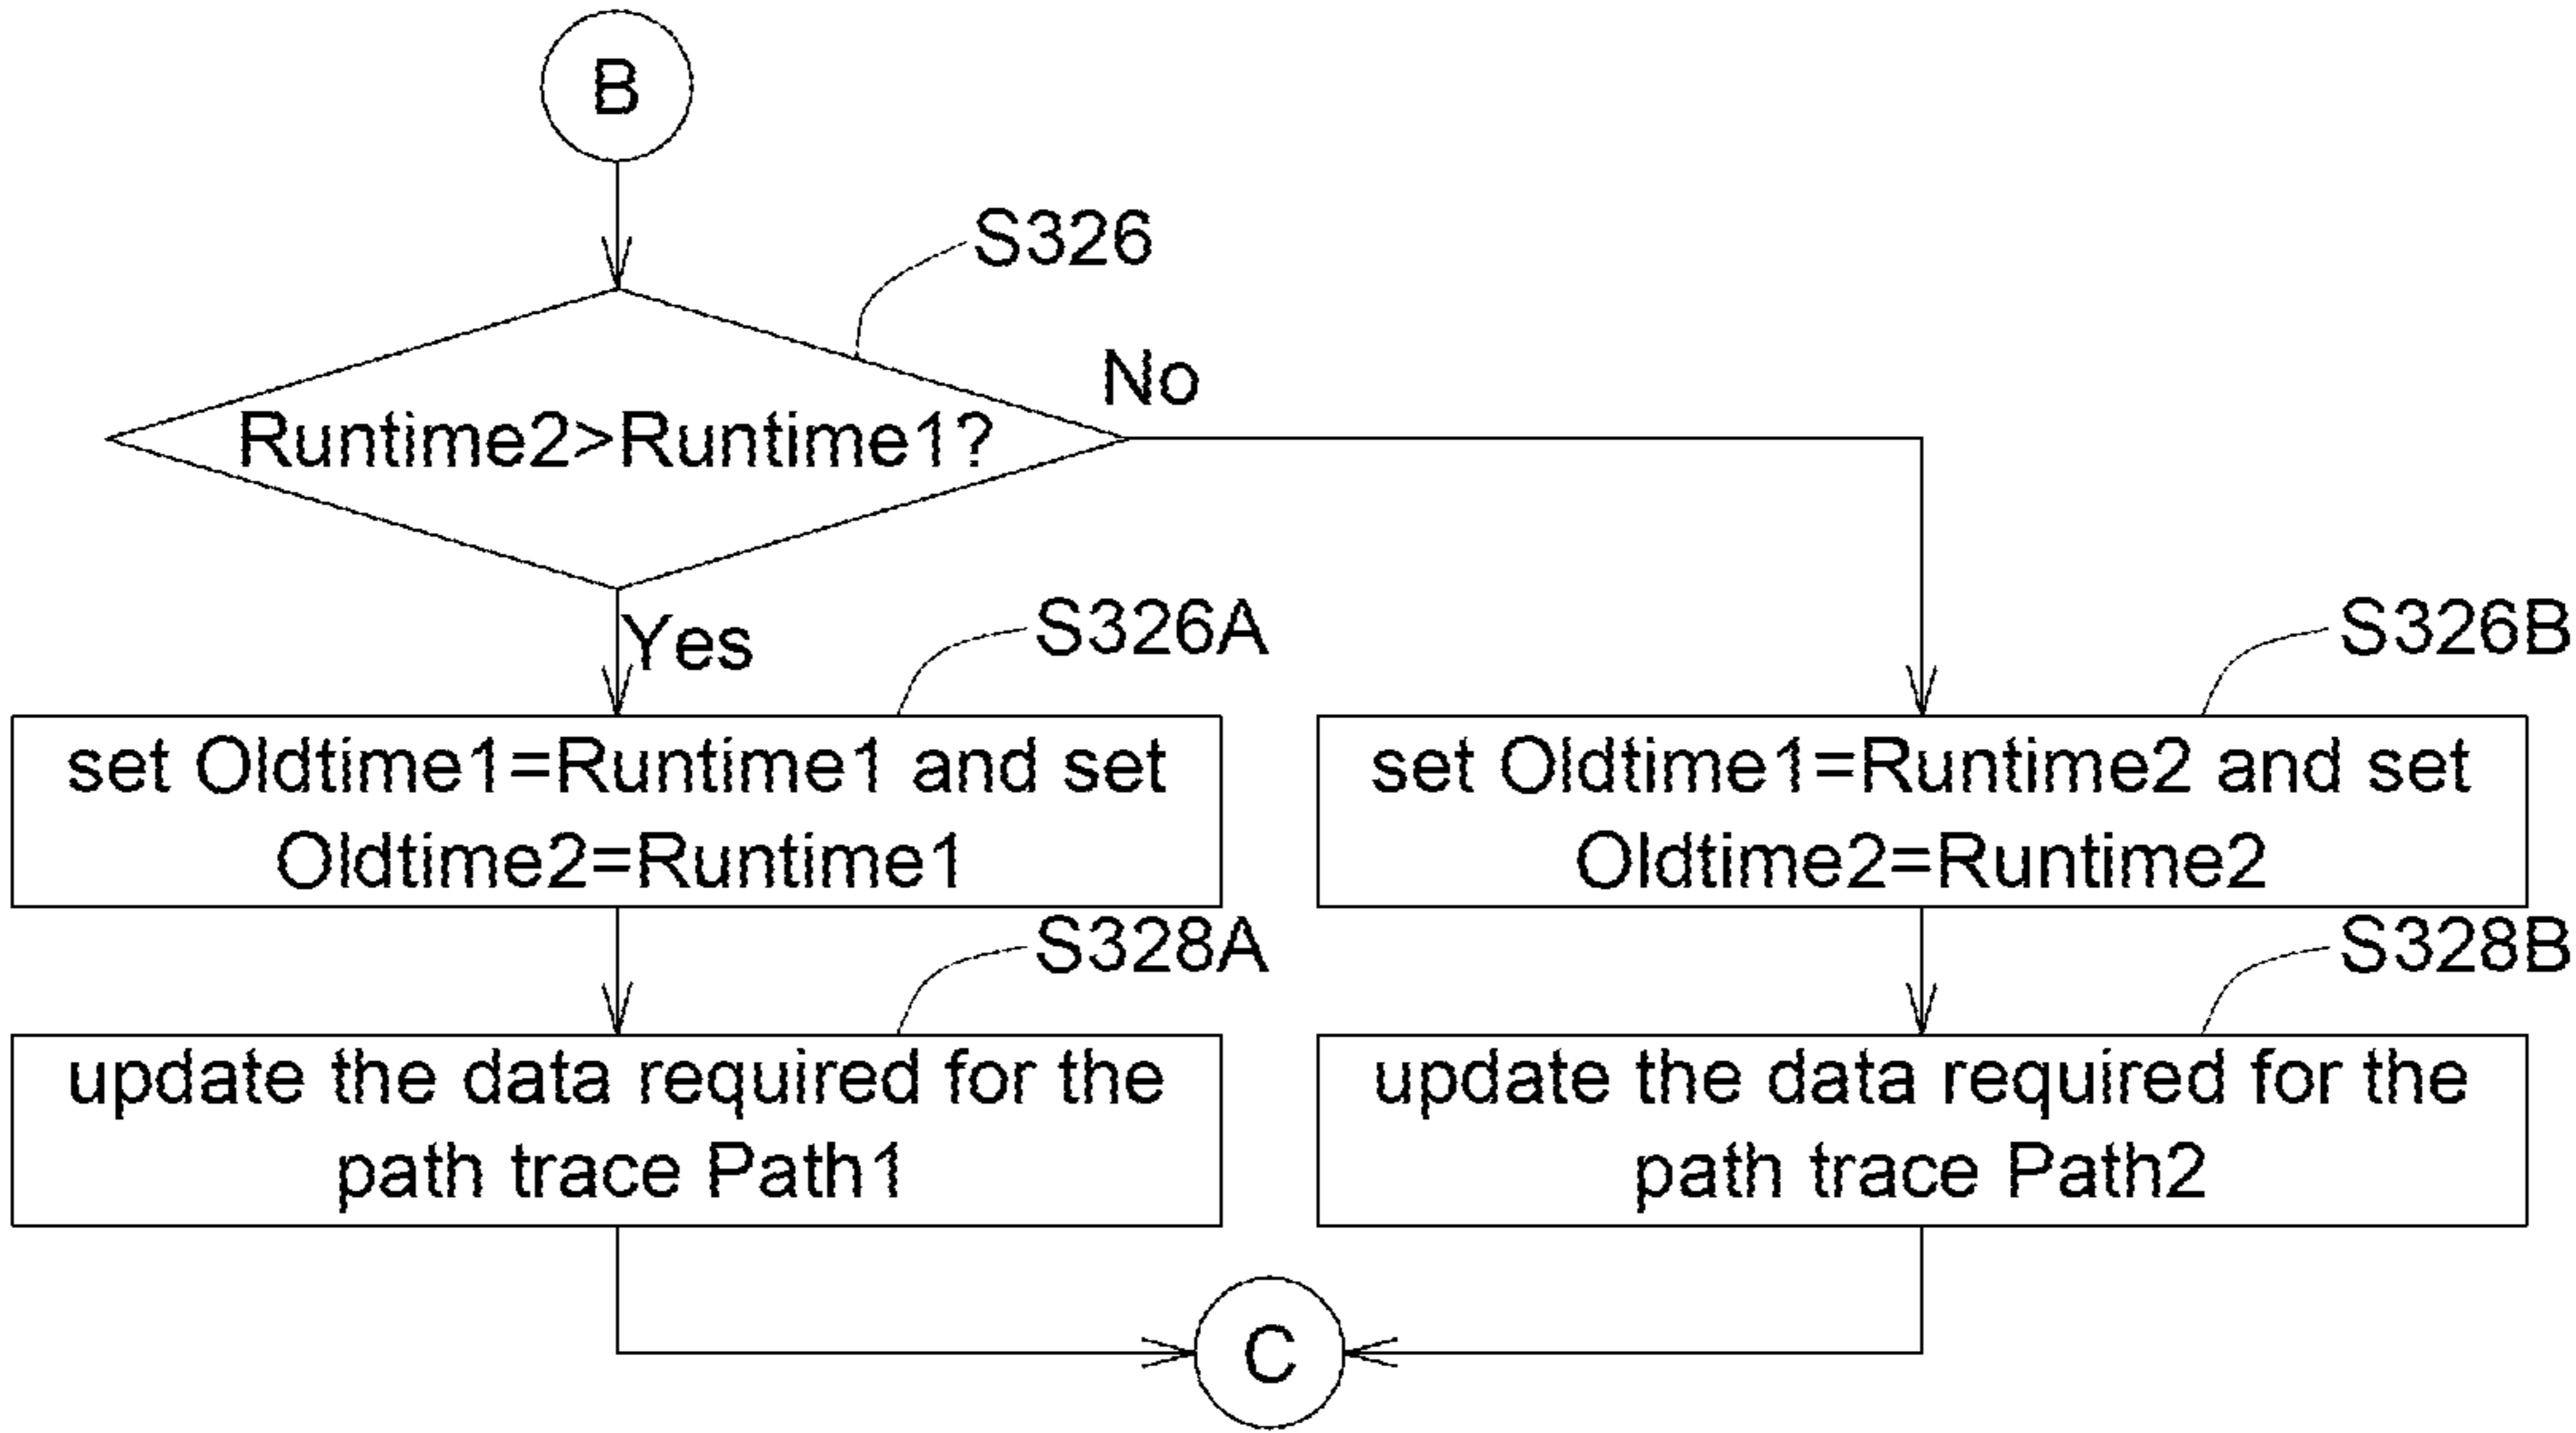 B
S326
No
Runtime2>Runtime1?
Yes
S326A
S326B
set Oldtime1=Runtime1 and set
Oldtime2=Runtime1
set Oldtime1=Runtime2 and set
Oldtime2=Runtime2
S328A
S328B
update the data required for the
path trace Path1
update the data required for the
path trace Path2
C